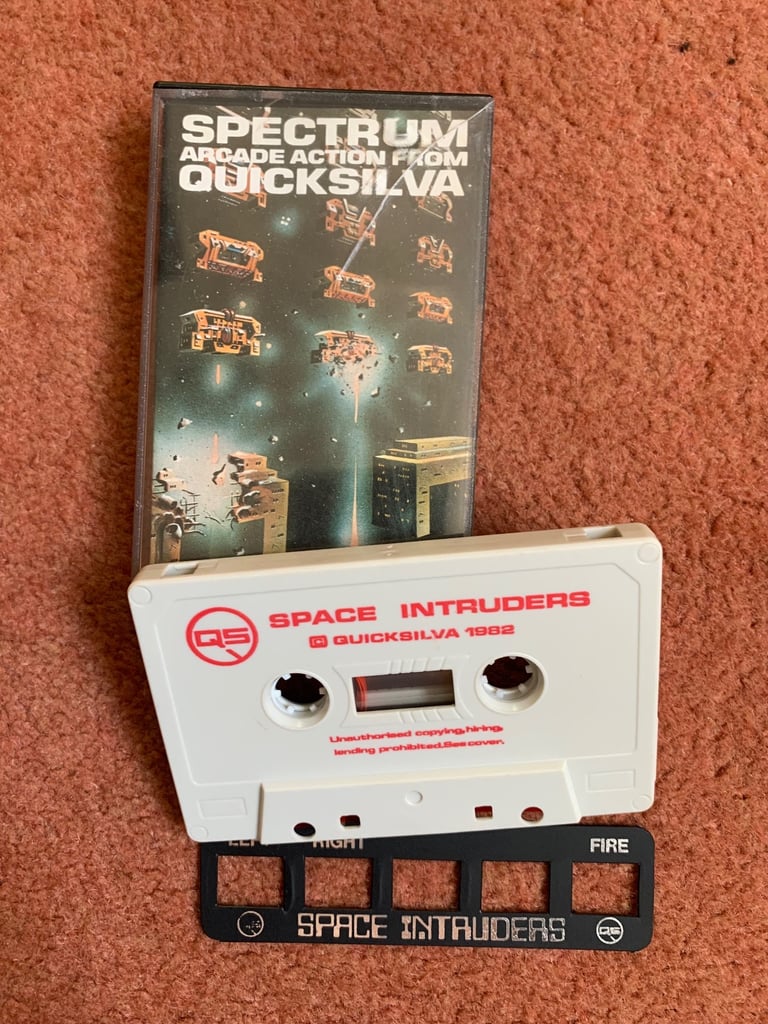 SPECTRUM
ARCADE ACTION FROM
QUICKSILVA
QS SPACE INTRUDERS
© QUICKSILVA 1982
Unauthorised copying,hiring,
lending prohibited.See cover.
LEFT RIGHT FIRE
SPACE INTRUDERS QS